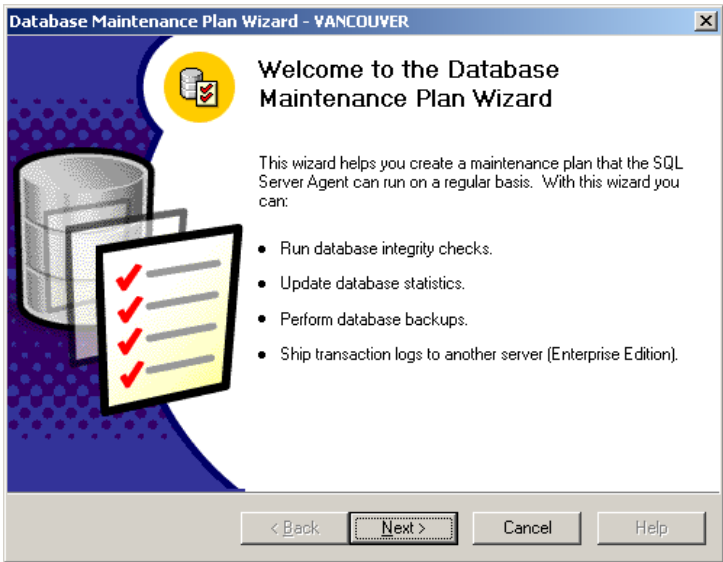 Database Maintenance Plan Wizard - VANCOUVER
Welcome to the Database
Maintenance Plan Wizard
This wizard helps you create a maintenance plan that the SQL
Server Agent can run on a regular basis. With this wizard you
can:
• Run database integrity checks.
• Update database statistics.
• Perform database backups.
• Ship transaction logs to another server (Enterprise Edition).
< Back
Next >
Cancel
Help